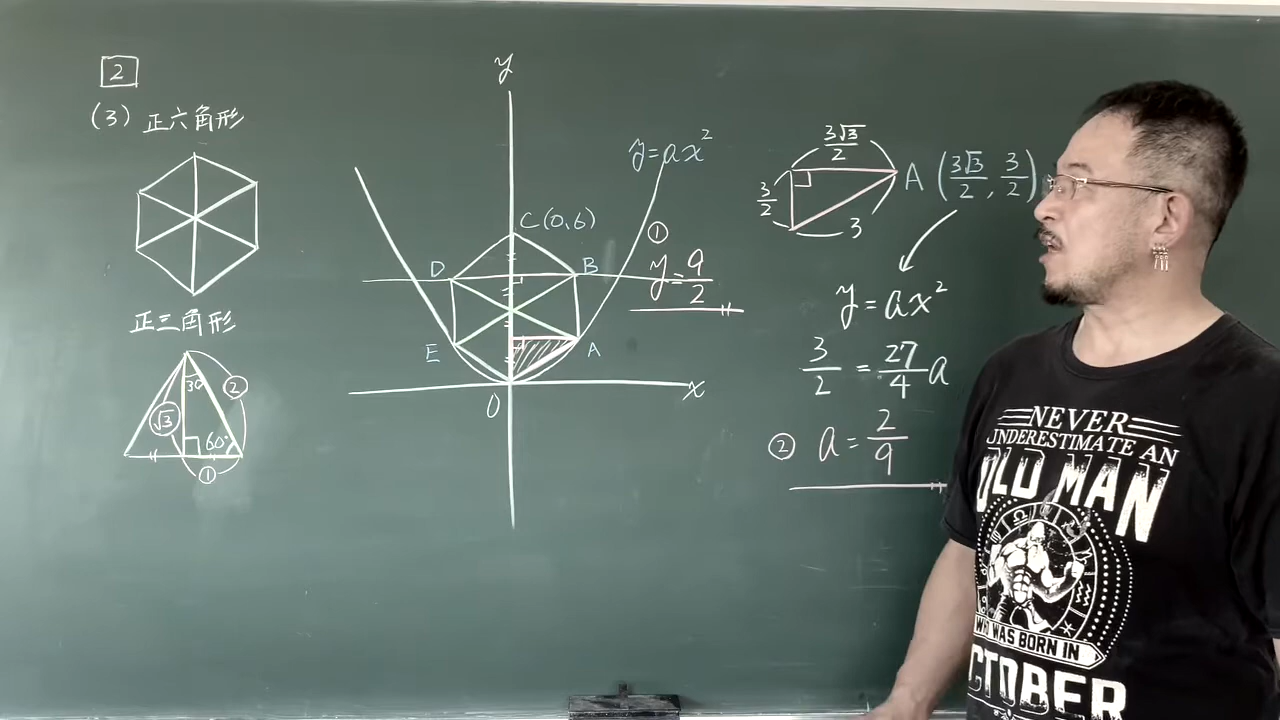 2
(3) 正六角形
正三角形
30°
2
√3
60°
1
y
y=ax²
C(0,6)
D
B
E
A
O
x
①
y=9/2
3√3/2
3/2
3
A (3√3/2, 3/2)
y=ax²
3/2 = 27/4 a
② a=2/9
NEVER
UNDERESTIMATE AN
OLD MAN
WHO WAS BORN IN
OCTOBER